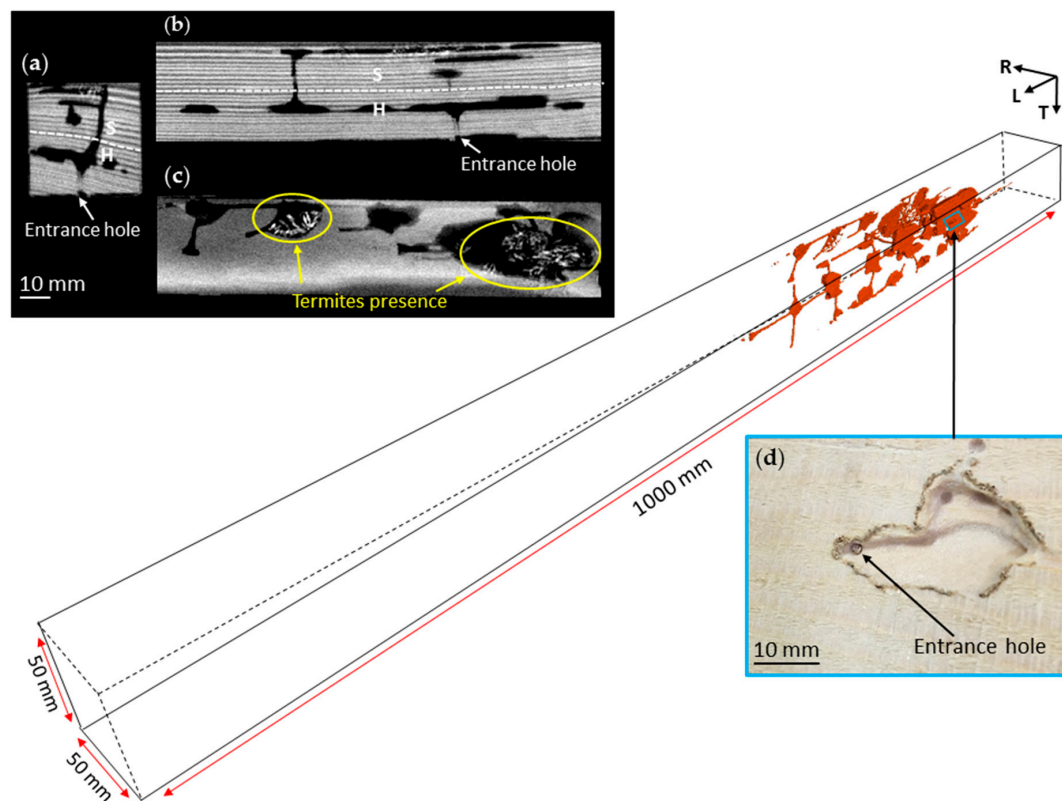 (a)
S
H
Entrance hole
10 mm
(b)
S
H
Entrance hole
(c)
Termites presence
R
L
T
1000 mm
50 mm
50 mm
(d)
Entrance hole
10 mm